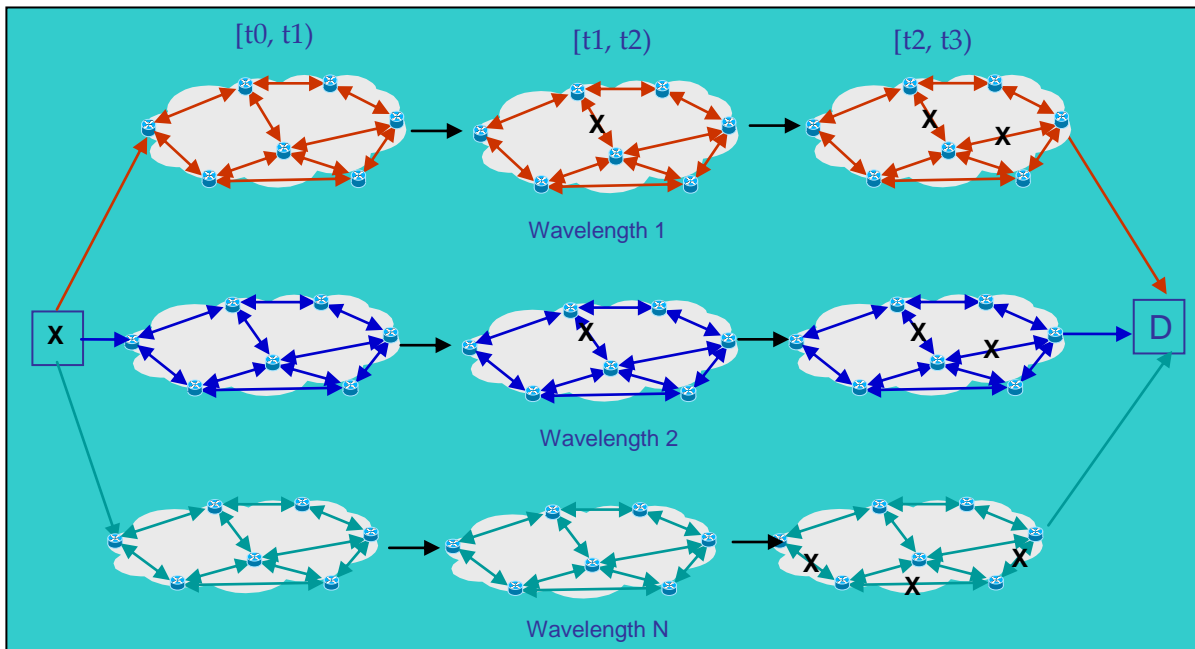 [t0, t1) [t1, t2) [t2, t3)
X X X
Wavelength 1
X D
X X X
Wavelength 2
X X
X
Wavelength N